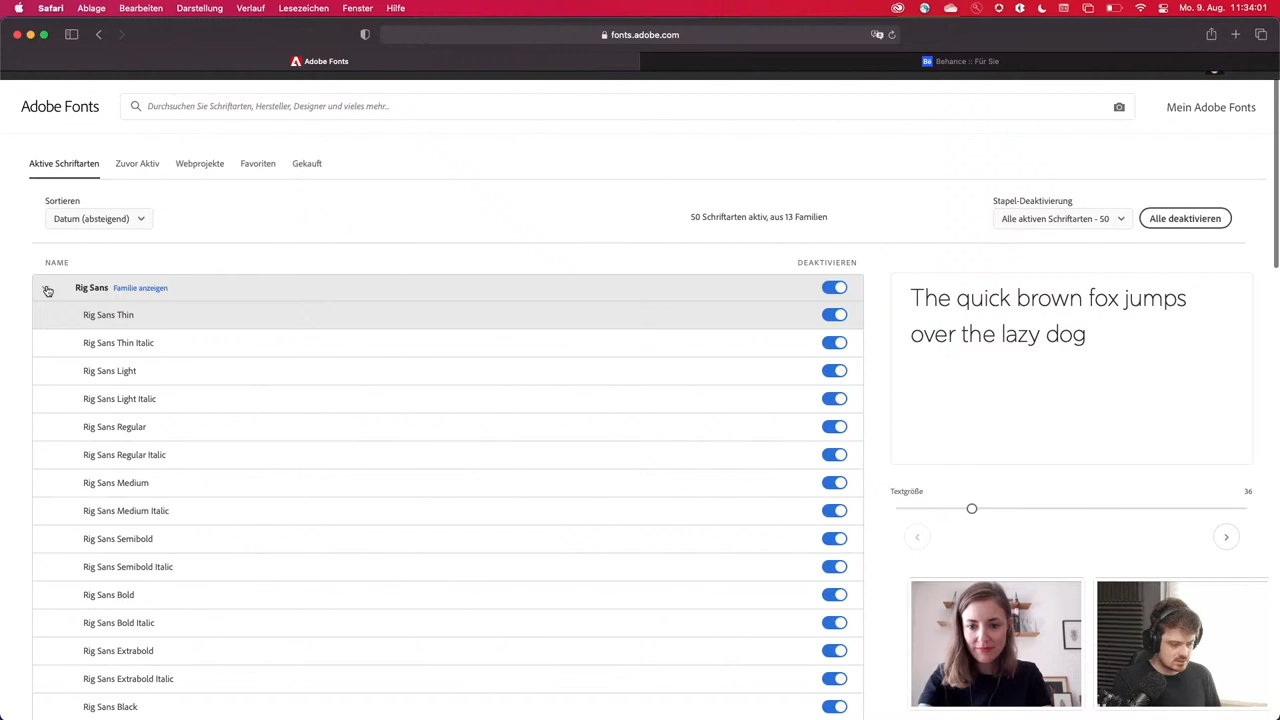 Safari Ablage Bearbeiten Darstellung Verlauf Lesezeichen Fenster Hilfe Mo. 9. Aug. 11:34:01
fonts.adobe.com
Adobe Fonts
Bē Behance :: Für Sie
Adobe Fonts
Durchsuchen Sie Schriftarten, Hersteller, Designer und vieles mehr...
Mein Adobe Fonts
Aktive Schriftarten Zuvor Aktiv Webprojekte Favoriten Gekauft
Sortieren
Datum (absteigend)
50 Schriftarten aktiv, aus 13 Familien
Stapel-Deaktivierung
Alle aktiven Schriftarten - 50
Alle deaktivieren
NAME DEAKTIVIEREN
Rig Sans Familie anzeigen
Rig Sans Thin
Rig Sans Thin Italic
Rig Sans Light
Rig Sans Light Italic
Rig Sans Regular
Rig Sans Regular Italic
Rig Sans Medium
Rig Sans Medium Italic
Rig Sans Semibold
Rig Sans Semibold Italic
Rig Sans Bold
Rig Sans Bold Italic
Rig Sans Extrabold
Rig Sans Extrabold Italic
Rig Sans Black
The quick brown fox jumps
over the lazy dog
Textgröße 36